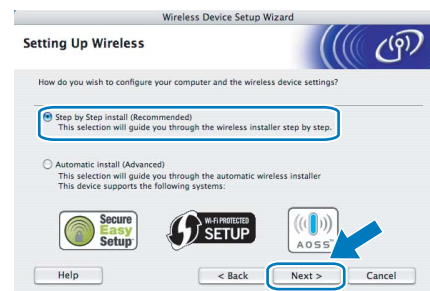 Wireless Device Setup Wizard
Setting Up Wireless
How do you wish to configure your computer and the wireless device settings?
Step by Step install (Recommended)
This selection will guide you through the wireless installer step by step.
Automatic install (Advanced)
This selection will guide you through the automatic wireless installer
This device supports the following systems:
Secure
Easy
Setup™
Wi-Fi PROTECTED
SETUP
AOSS™
Help
< Back
Next >
Cancel